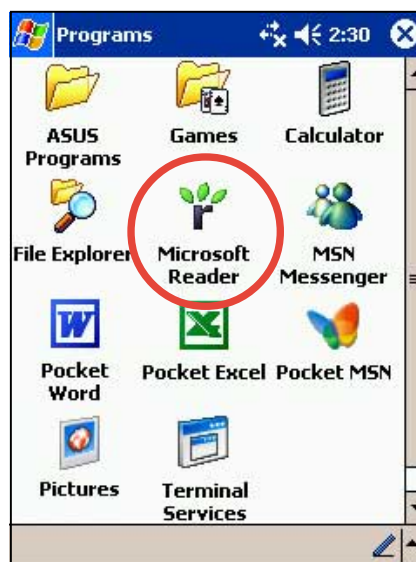 Programs 2:30
ASUS Games Calculator
Programs
File Explorer Microsoft MSN
Reader Messenger
Pocket Pocket Excel Pocket MSN
Word
Pictures Terminal
Services